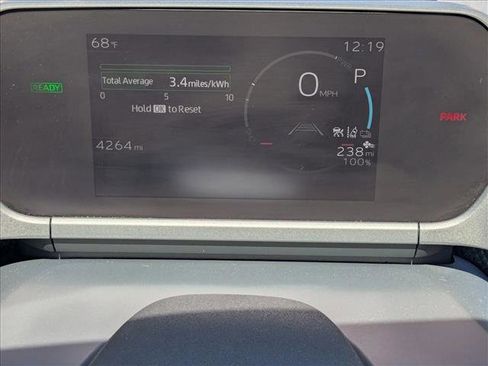 68°F
12:19
Total Average 3.4 miles/kWh
0 5 10
Hold OK to Reset
READY
0 MPH
P
PARK
4264 mi
238 mi
100%